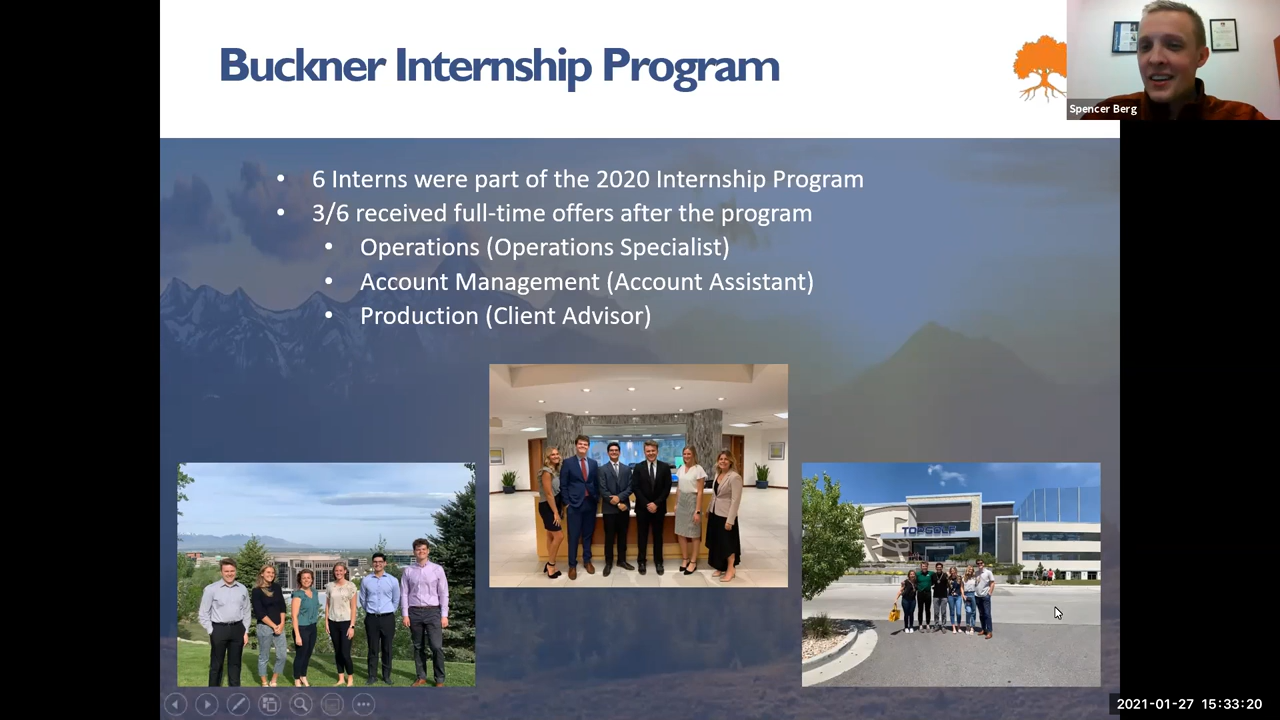 Buckner Internship Program
Spencer Berg
• 6 Interns were part of the 2020 Internship Program
• 3/6 received full-time offers after the program
• Operations (Operations Specialist)
• Account Management (Account Assistant)
• Production (Client Advisor)
TOPGOLF
2021-01-27 15:33:20